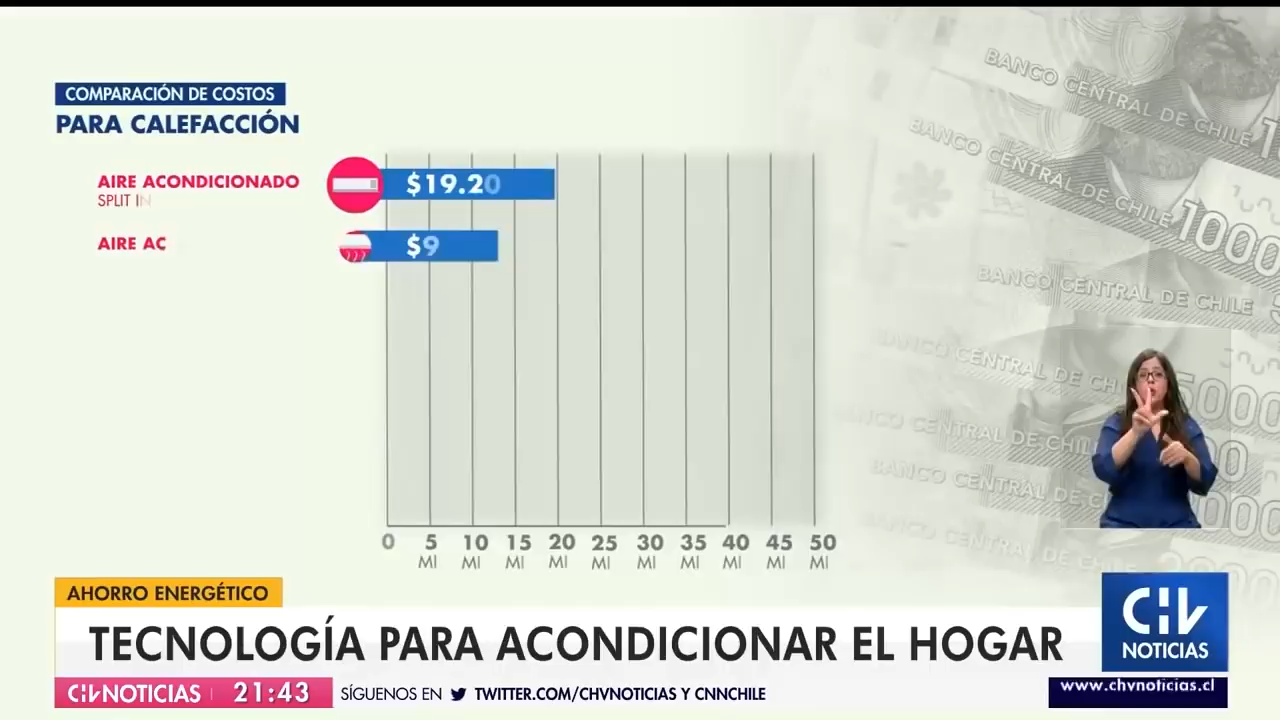 COMPARACIÓN DE COSTOS
PARA CALEFACCIÓN
AIRE ACONDICIONADO
SPLIT IN
$19.20
AIRE AC
$9
0 5 10 15 20 25 30 35 40 45 50
MI MI MI MI MI MI MI MI MI MI
BANCO CENTRAL DE CHILE
BANCO CENTRAL DE CHILE 1000
BANCO CENTRAL DE CHILE
BANCO CENTRAL DE CHI 5000
BANCO CENTRAL DE CHIL
BANCO CENTRAL DE C
AHORRO ENERGÉTICO
TECNOLOGÍA PARA ACONDICIONAR EL HOGAR
CHV
NOTICIAS
CHV NOTICIAS 21:43 SÍGUENOS EN TWITTER.COM/CHVNOTICIAS Y CNNCHILE
www.chvnoticias.cl